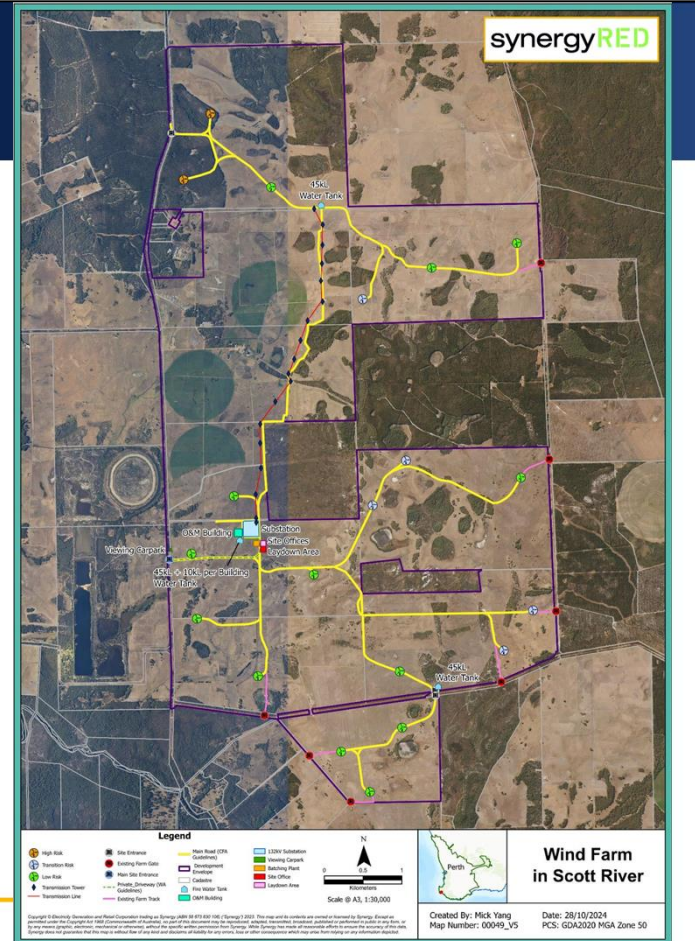 synergyRED
45kL
Water Tank
O&M Building
Substation
Site Offices
Laydown Area
Viewing Carpark
45kL + 10kL per Building
Water Tank
45kL
Water Tank
Legend
High Risk
Transition Risk
Low Risk
Transmission Tower
Transmission Line
Site Entrance
Existing Farm Gate
Main Site Entrance
Private_Driveway (WA
Guidelines)
Existing Farm Track
Main Road (CFA
Guidelines)
Development
Envelope
Cadastre
Fire Water Tank
O&M Building
132KV Substation
Viewing Carpark
Batching Plant
Site Office
Laydown Area
N
0 0.5 1
Kilometers
Scale @ A3, 1:30,000
Perth
Wind Farm
in Scott River
Created By: Mick Yang
Map Number: 00049_V5
Date: 28/10/2024
PCS: GDA2020 MGA Zone 50